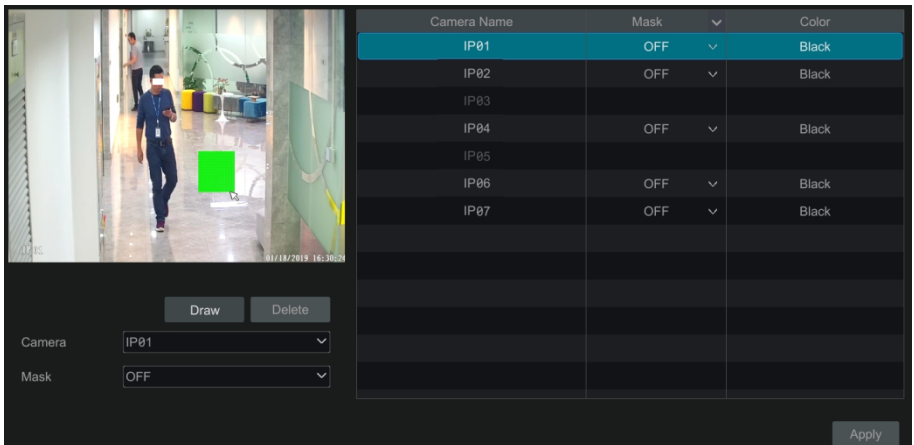 Camera Name Mask Color
IP01 OFF Black
IP02 OFF Black
IP03
IP04 OFF Black
IP05
IP06 OFF Black
IP07 OFF Black
01/18/2019 16:30:24
Draw Delete
Camera IP01
Mask OFF
Apply